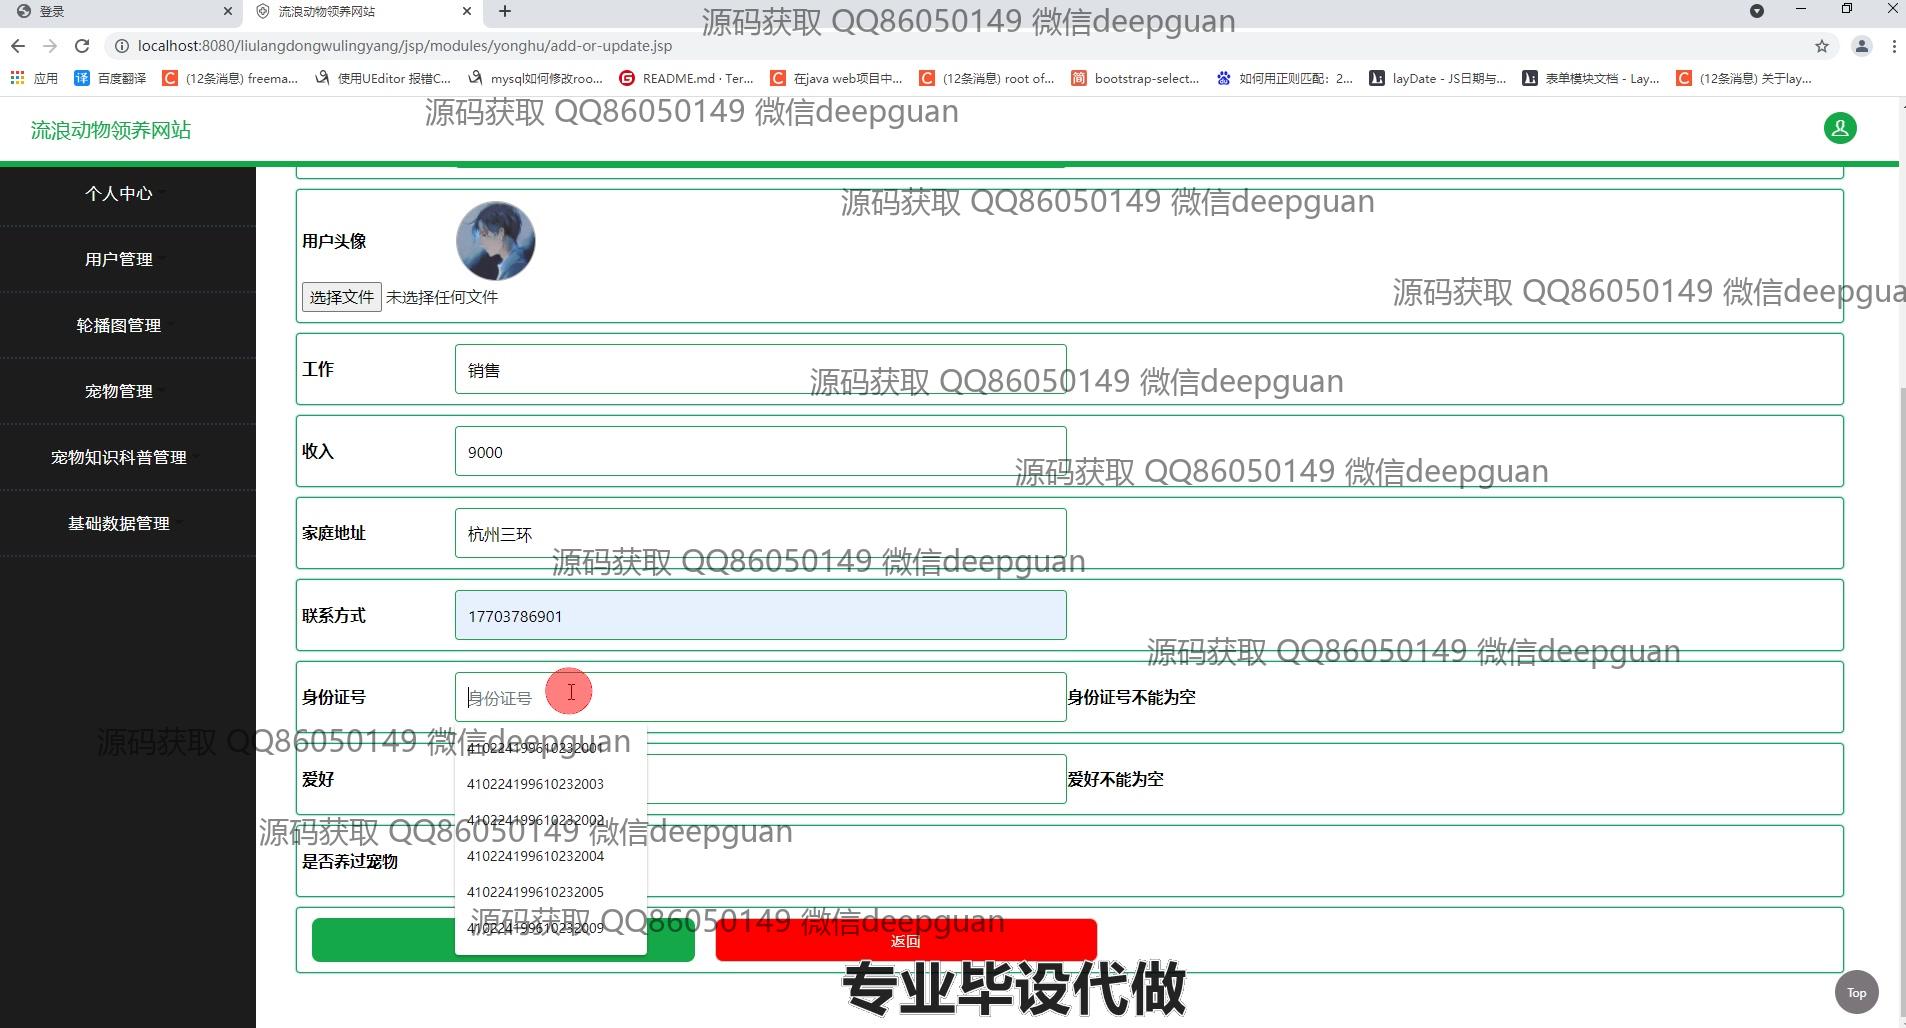 登录
流浪动物领养网站
源码获取 QQ86050149 微信deepguan
localhost:8080/liulangdongwulingyang/jsp/modules/yonghu/add-or-update.jsp
应用
译 百度翻译
C (12条消息) freema...
使用UEditor 报错C...
mysql如何修改roo...
G README.md · Ter...
C 在java web项目中...
C (12条消息) root of...
简 bootstrap-select...
如何用正则匹配：2...
layDate - JS日期与...
表单模块文档 - Lay...
C (12条消息) 关于lay...
源码获取 QQ86050149 微信deepguan
流浪动物领养网站
个人中心
用户管理
轮播图管理
宠物管理
宠物知识科普管理
基础数据管理
源码获取 QQ86050149 微信deepguan
用户头像
选择文件 未选择任何文件
源码获取 QQ86050149 微信deepgua
工作 销售
源码获取 QQ86050149 微信deepguan
收入 9000
源码获取 QQ86050149 微信deepguan
家庭地址 杭州三环
源码获取 QQ86050149 微信deepguan
联系方式 17703786901
源码获取 QQ86050149 微信deepguan
身份证号 身份证号 身份证号不能为空
源码获取 QQ86050149 微信deepguan
410224199610232001
爱好 爱好不能为空
410224199610232003
410224199610232002
源码获取 QQ86050149 微信deepguan
是否养过宠物
410224199610232004
410224199610232005
源码获取 QQ86050149 微信deepguan
410224199610232009
返回
专业毕设代做
Top